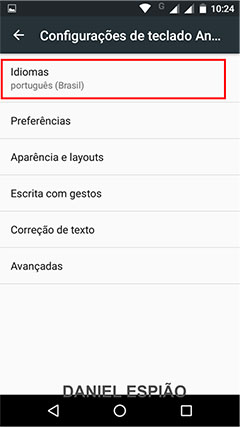 G 10:24
Configurações de teclado An...
Idiomas
português (Brasil)
Preferências
Aparência e layouts
Escrita com gestos
Correção de texto
Avançadas
DANIEL ESPIÃO